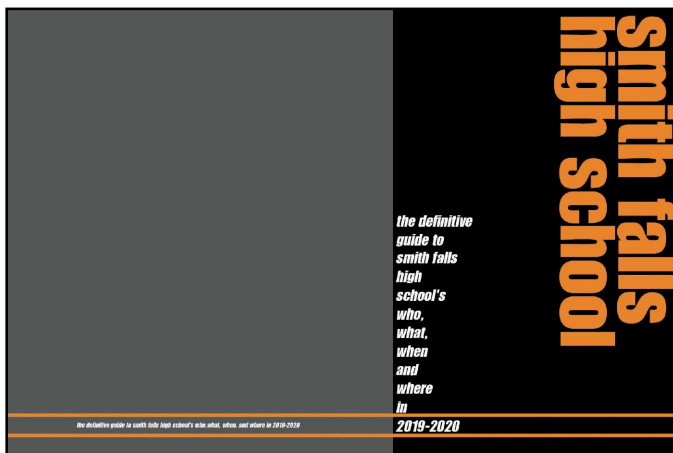 smith falls
high school
the definitive
guide to
smith falls
high
school's
who,
what,
when
and
where
in
2019-2020
the definitive guide to smith falls high school's who, what, when, and where in 2019-2020